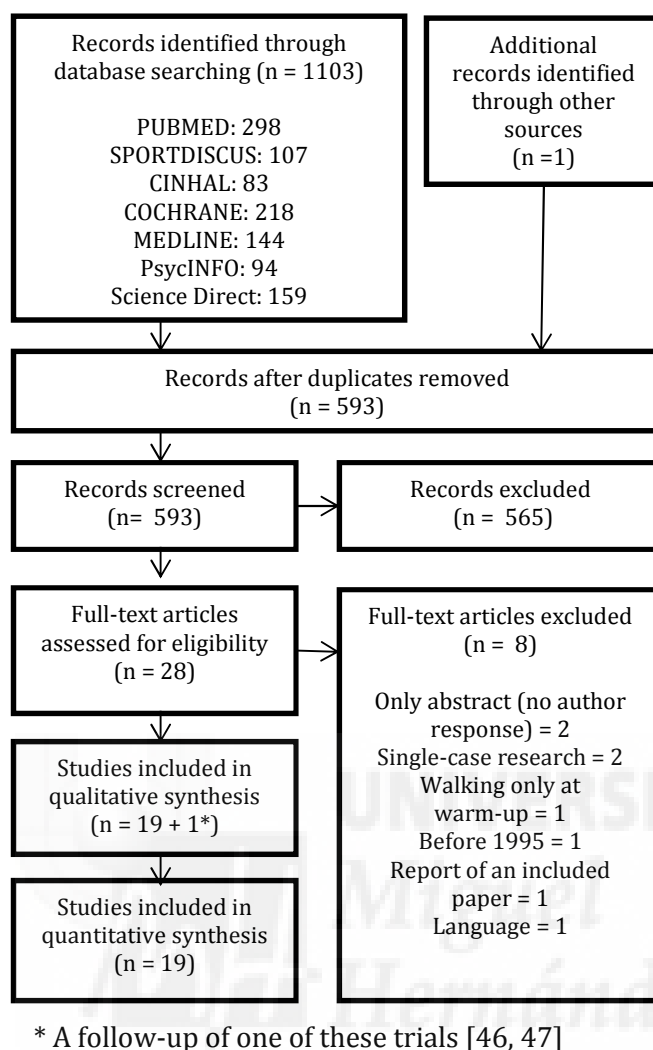 Records identified through
database searching (n = 1103)
PUBMED: 298
SPORTDISCUS: 107
CINHAL: 83
COCHRANE: 218
MEDLINE: 144
PsycINFO: 94
Science Direct: 159
Additional
records identified
through other
sources
(n =1)
Records after duplicates removed
(n = 593)
Records screened
(n= 593)
Records excluded
(n = 565)
Full-text articles
assessed for eligibility
(n = 28)
Full-text articles excluded
(n = 8)
Only abstract (no author
response) = 2
Single-case research = 2
Walking only at
warm-up = 1
Before 1995 = 1
Report of an included
paper = 1
Language = 1
Studies included in
qualitative synthesis
(n = 19 + 1*)
Studies included in
quantitative synthesis
(n = 19)
* A follow-up of one of these trials [46, 47]
UNIVERSI
Miguel
Hernánd